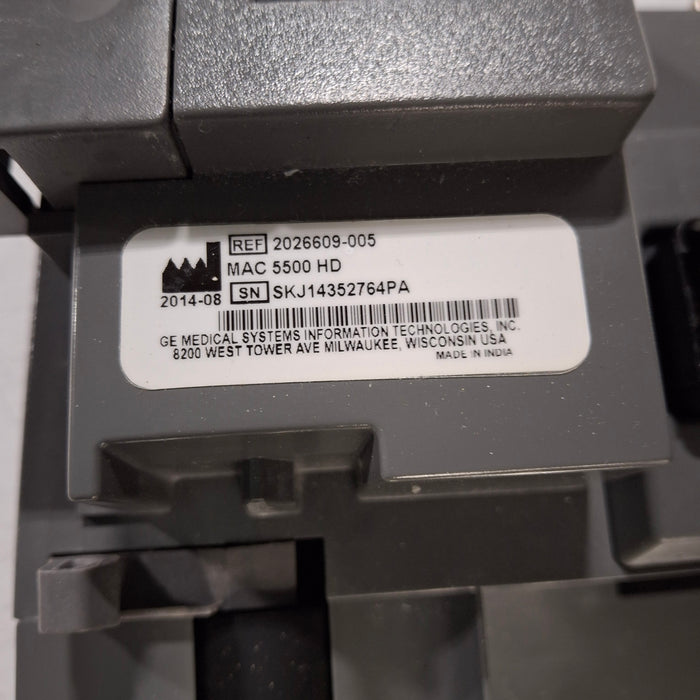 REF 2026609-005
MAC 5500 HD
2014-08 SN SKJ14352764PA
GE MEDICAL SYSTEMS INFORMATION TECHNOLOGIES, INC.
8200 WEST TOWER AVE MILWAUKEE, WISCONSIN USA
MADE IN INDIA